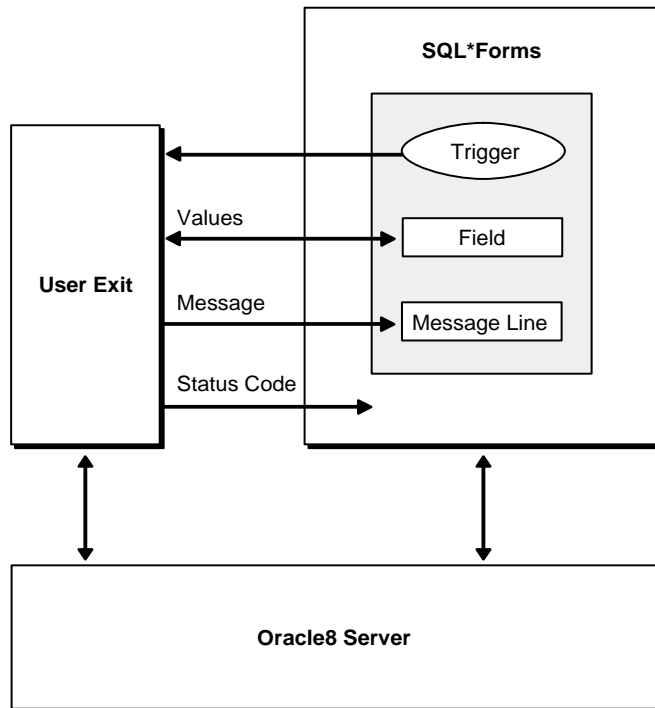 SQL*Forms
Trigger
Values
Field
User Exit
Message
Message Line
Status Code
Oracle8 Server